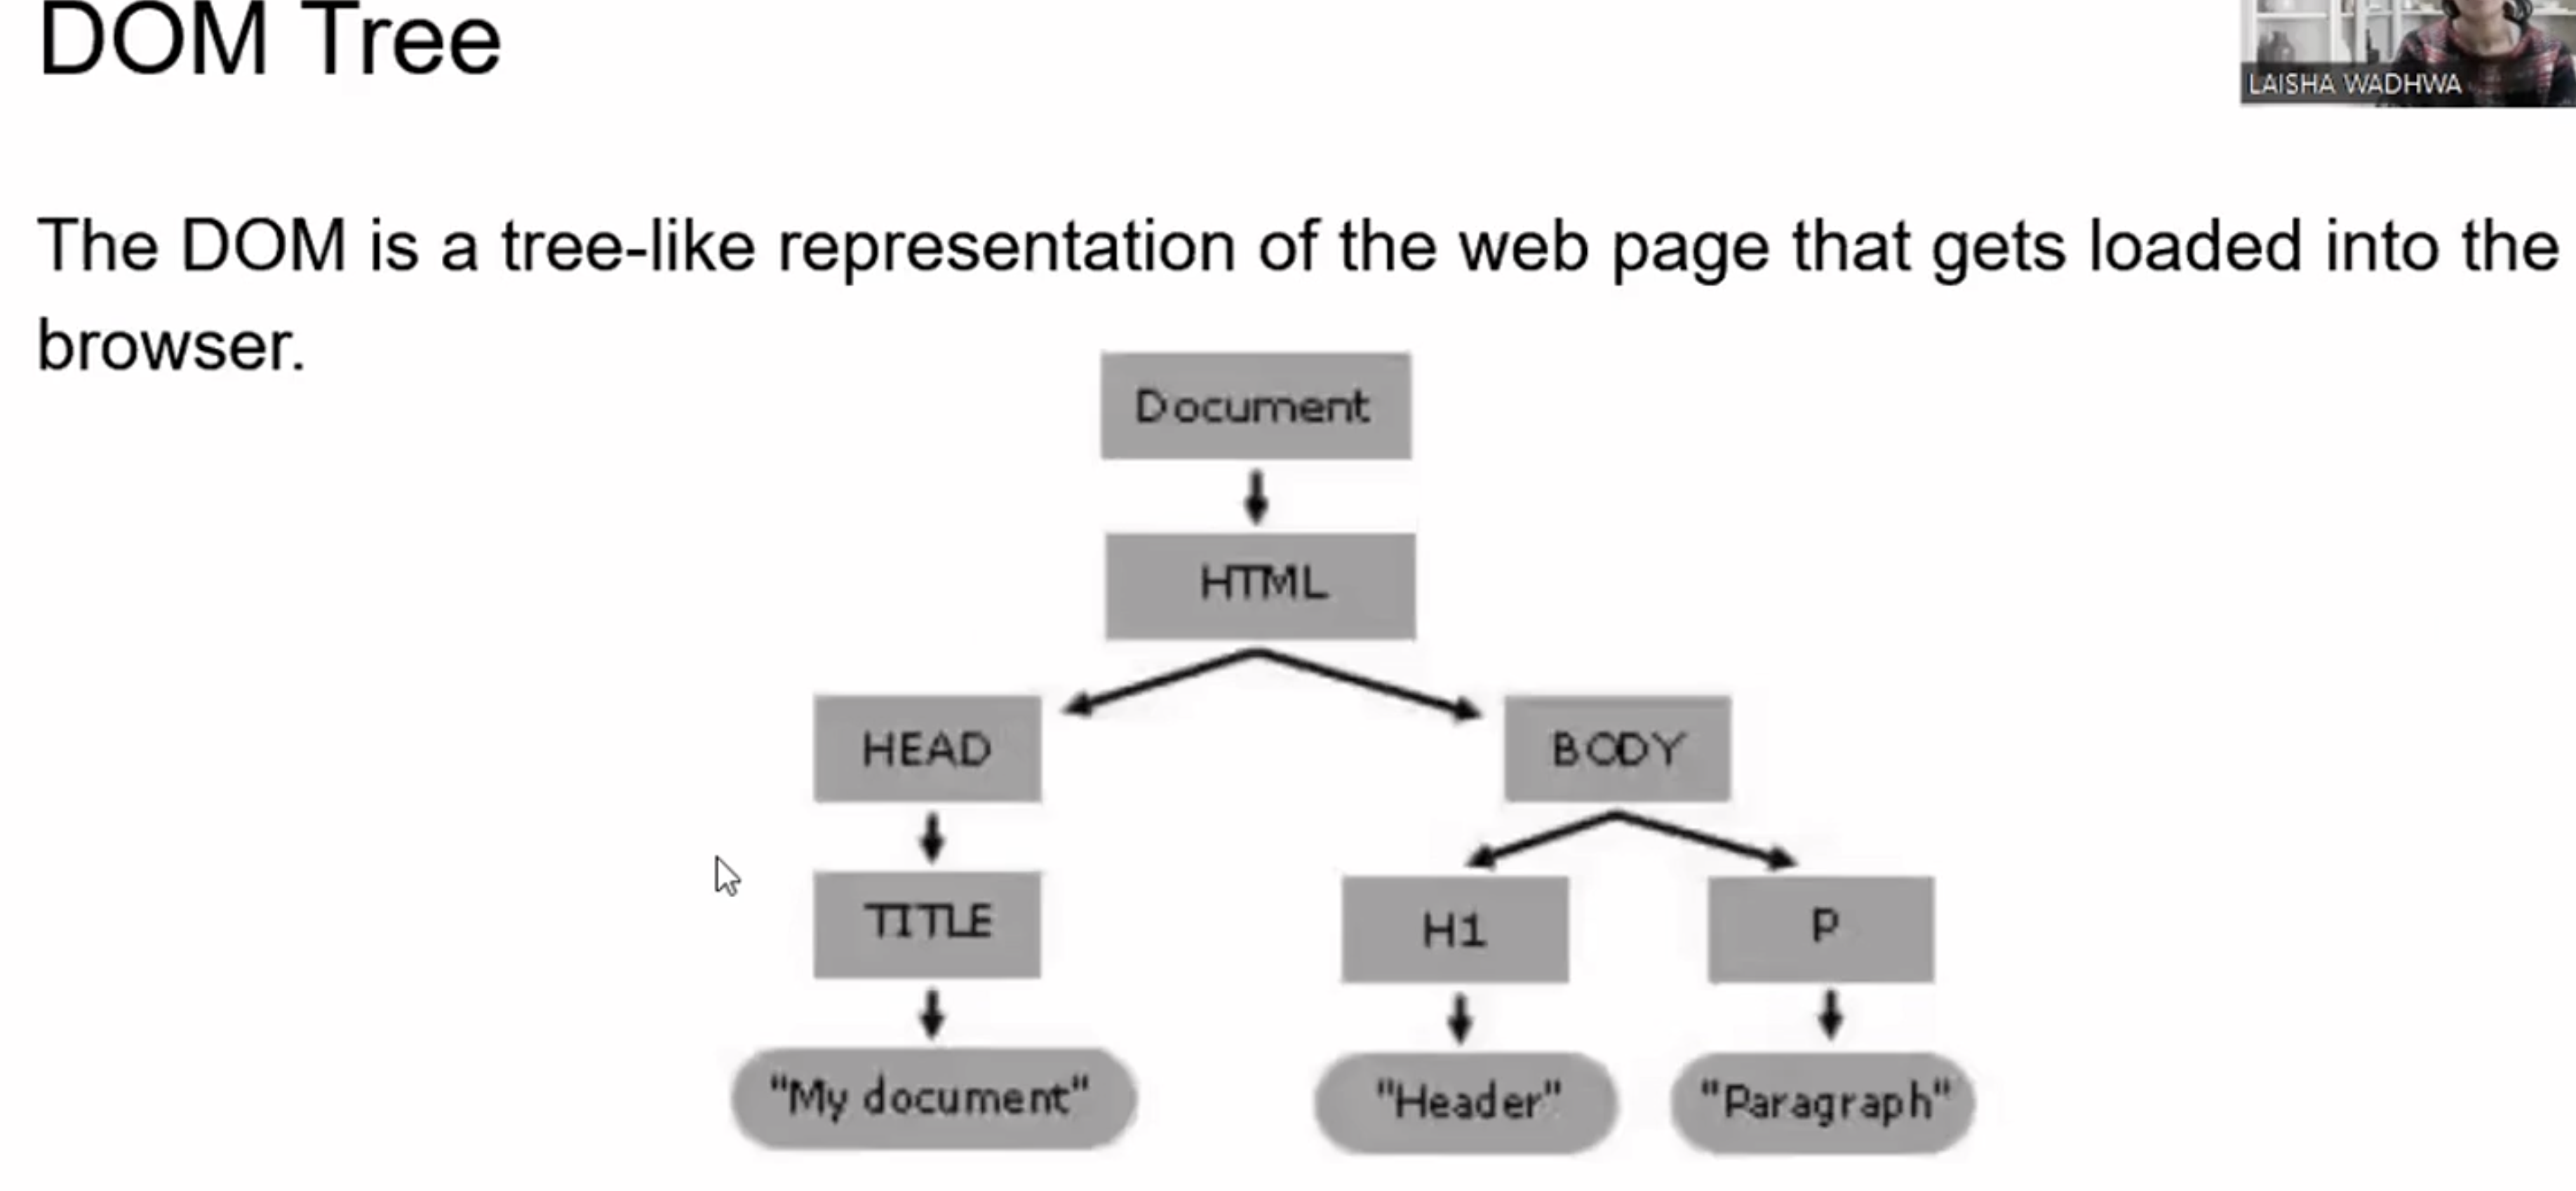 DOM Tree
LAISHA WADHWA
The DOM is a tree-like representation of the web page that gets loaded into the
browser.
Document
HTML
HEAD
BODY
TITLE
H1
P
"My document"
"Header"
"Paragraph"